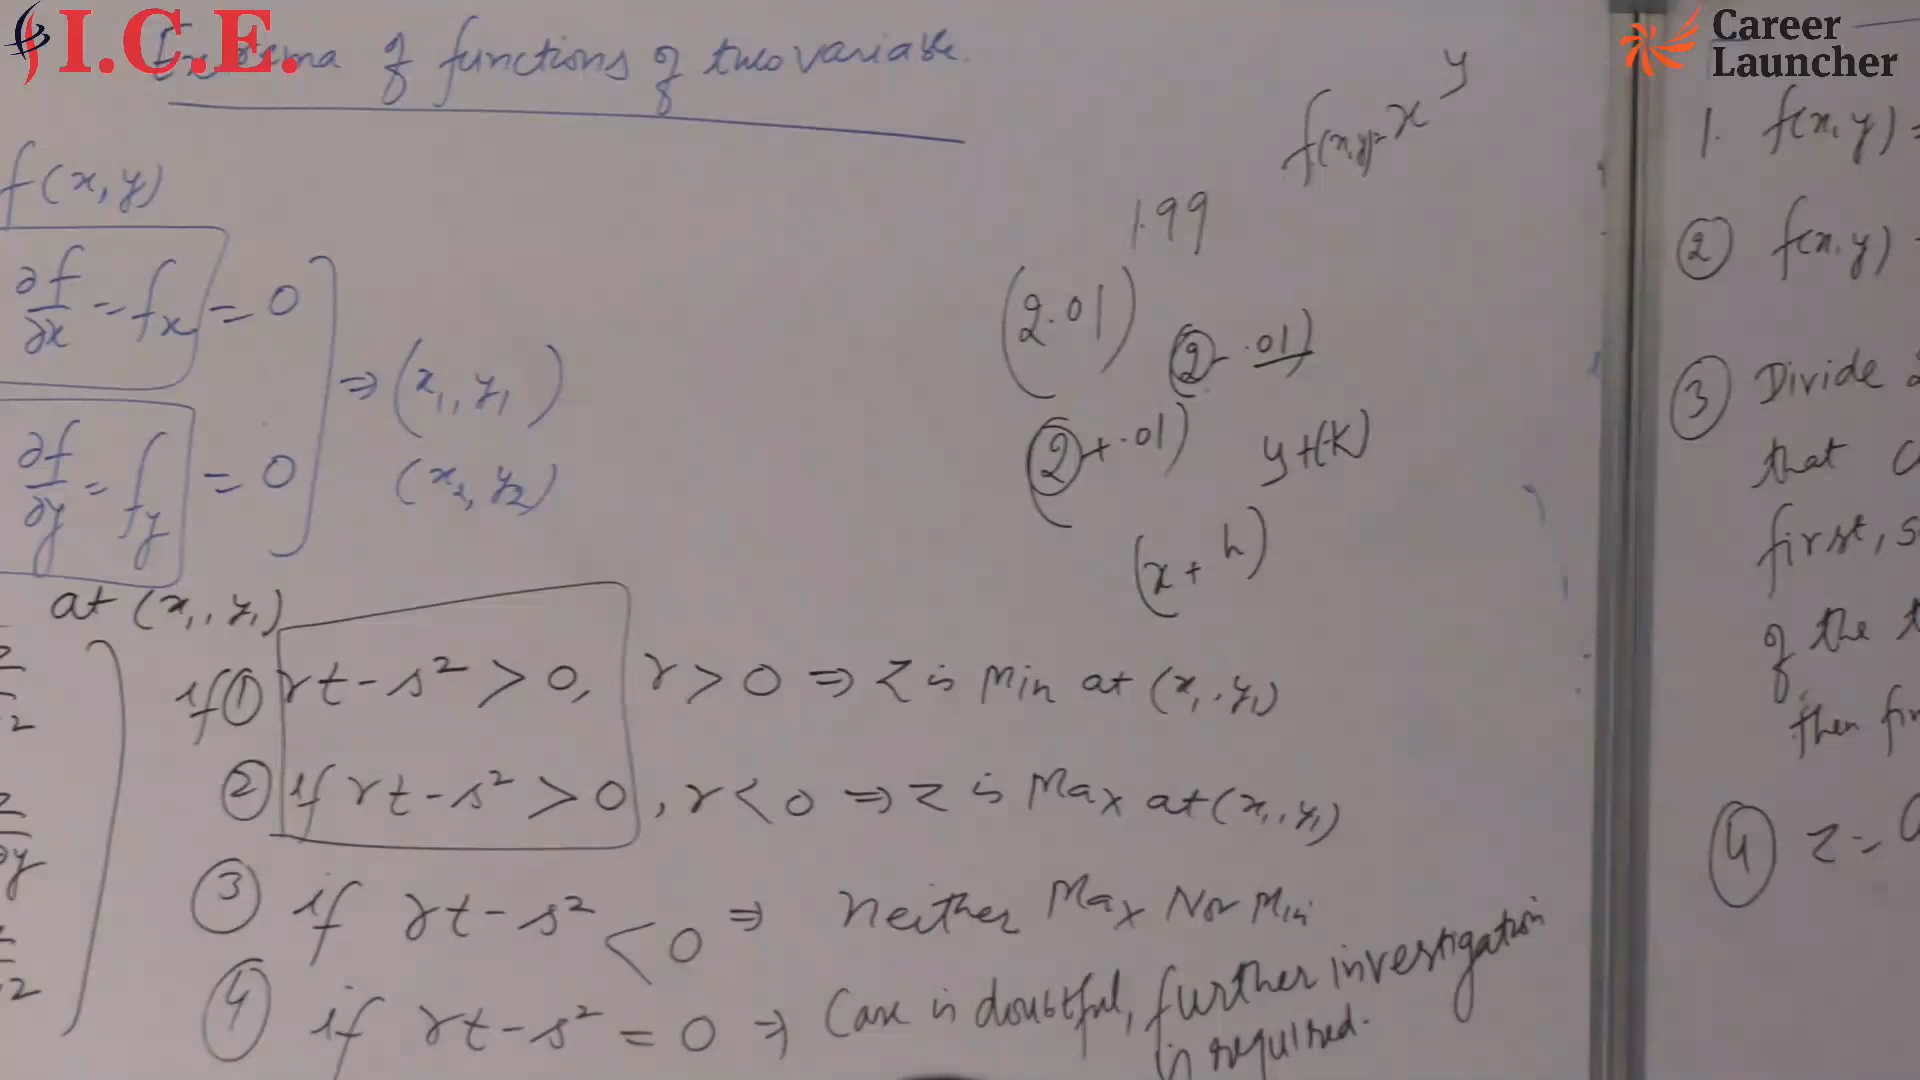 I.C.E.
Career
Launcher
Extrema of functions of two variable.
f(x, y)
∂f/∂x = fx = 0
∂f/∂y = fy = 0
⇒ (x1, y1)
(x2, y2)
f(x,y) = x^y
1.99
(2.01)
(2 - .01)
(2 + .01)
y+(-k)
(x + h)
at (x1, y1)
if ① rt - s² > 0, r > 0 ⇒ z is Min at (x1, y1)
② if rt - s² > 0, r < 0 ⇒ z is Max at (x1, y1)
③ if rt - s² < 0 ⇒ neither Max Nor Min
④ if rt - s² = 0 ⇒ Case is doubtful, further investigation
is required.
1. f(x, y) =
② f(x, y)
③ Divide
that
first,
of the
then
④ z =